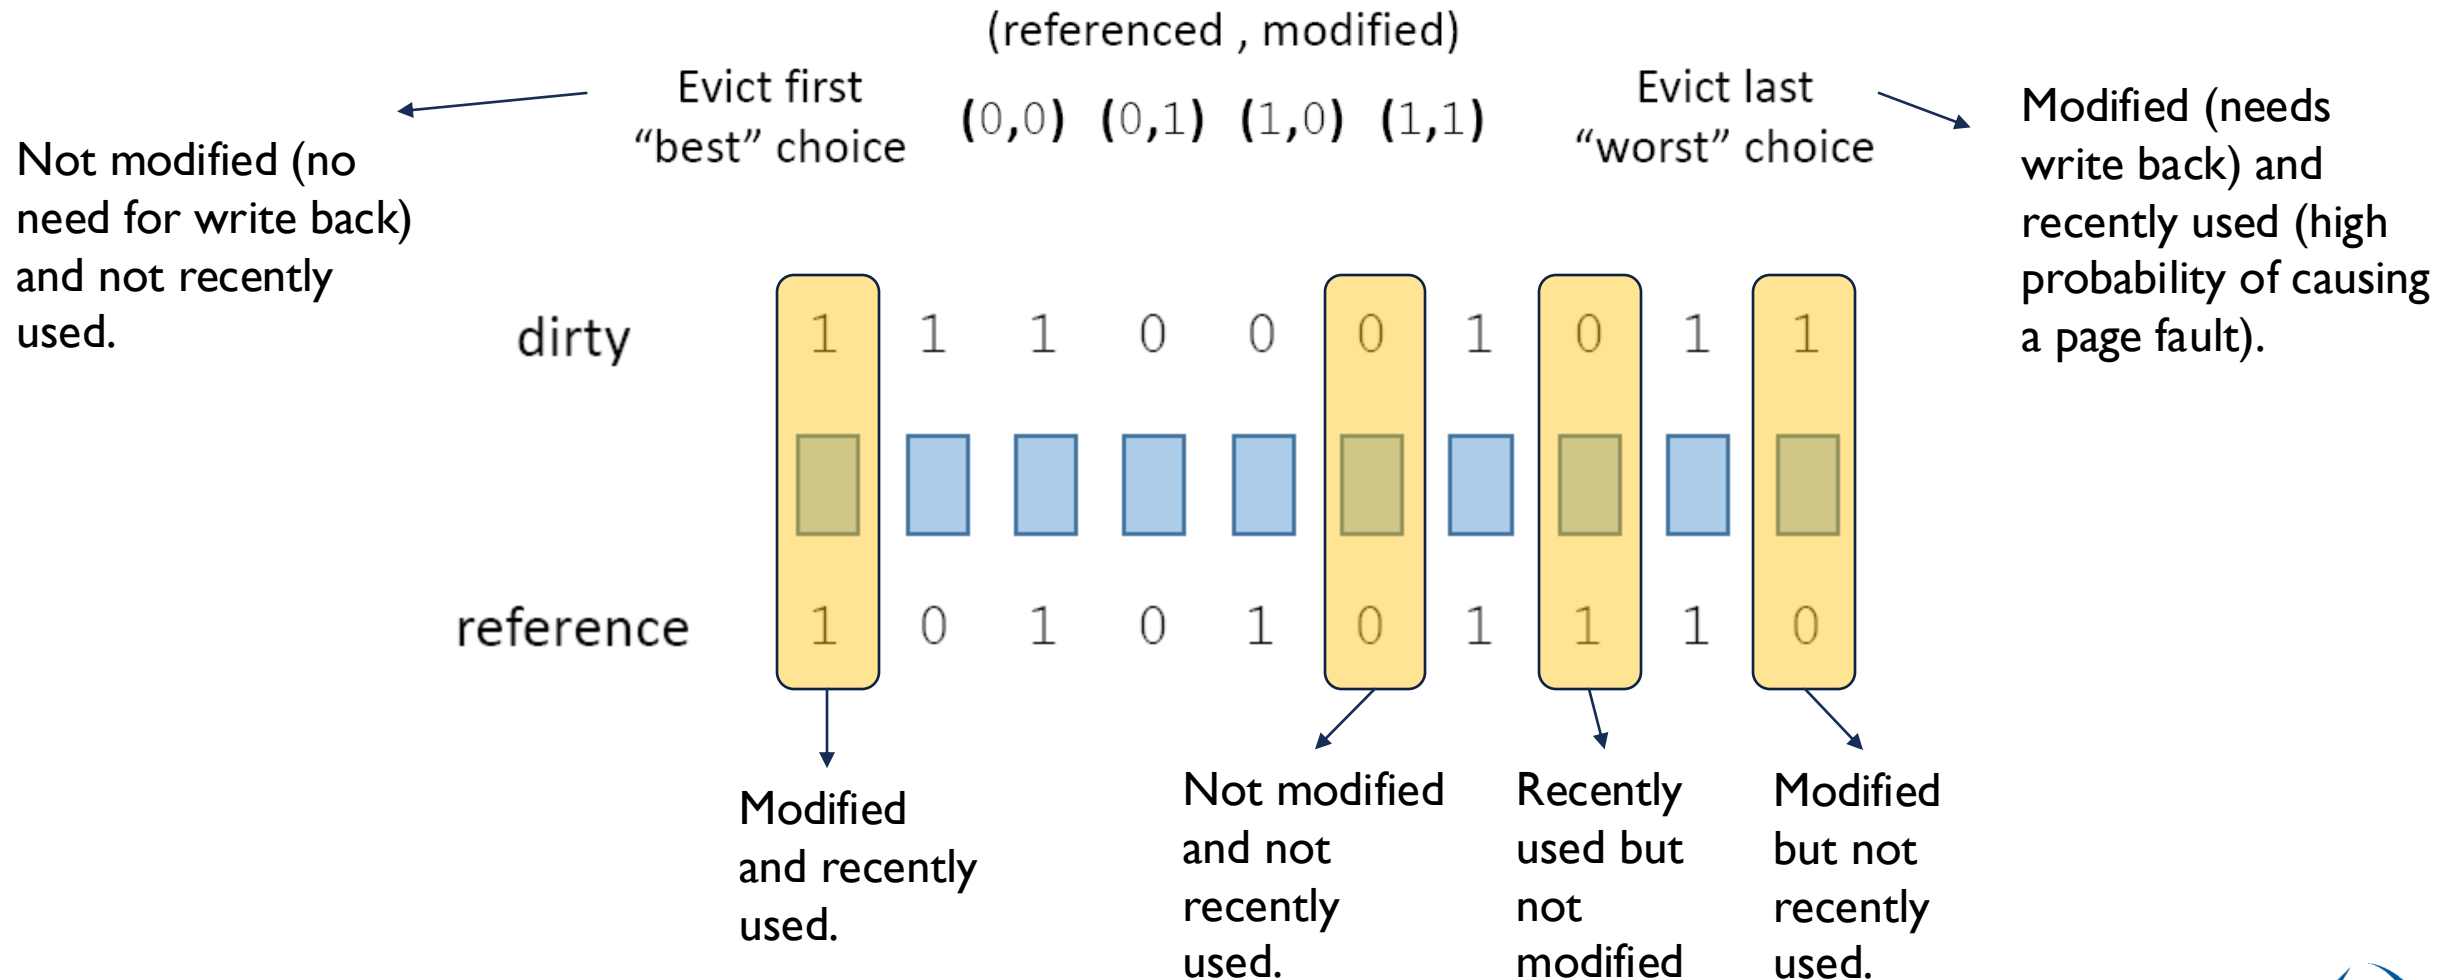 (referenced , modified)
Evict first
“best” choice
(0,0) (0,1) (1,0) (1,1)
Evict last
“worst” choice
Not modified (no
need for write back)
and not recently
used.
Modified (needs
write back) and
recently used (high
probability of causing
a page fault).
dirty 1 1 1 0 0 0 1 0 1 1
reference 1 0 1 0 1 0 1 1 1 0
Modified
and recently
used.
Not modified
and not
recently
used.
Recently
used but
not
modified
Modified
but not
recently
used.